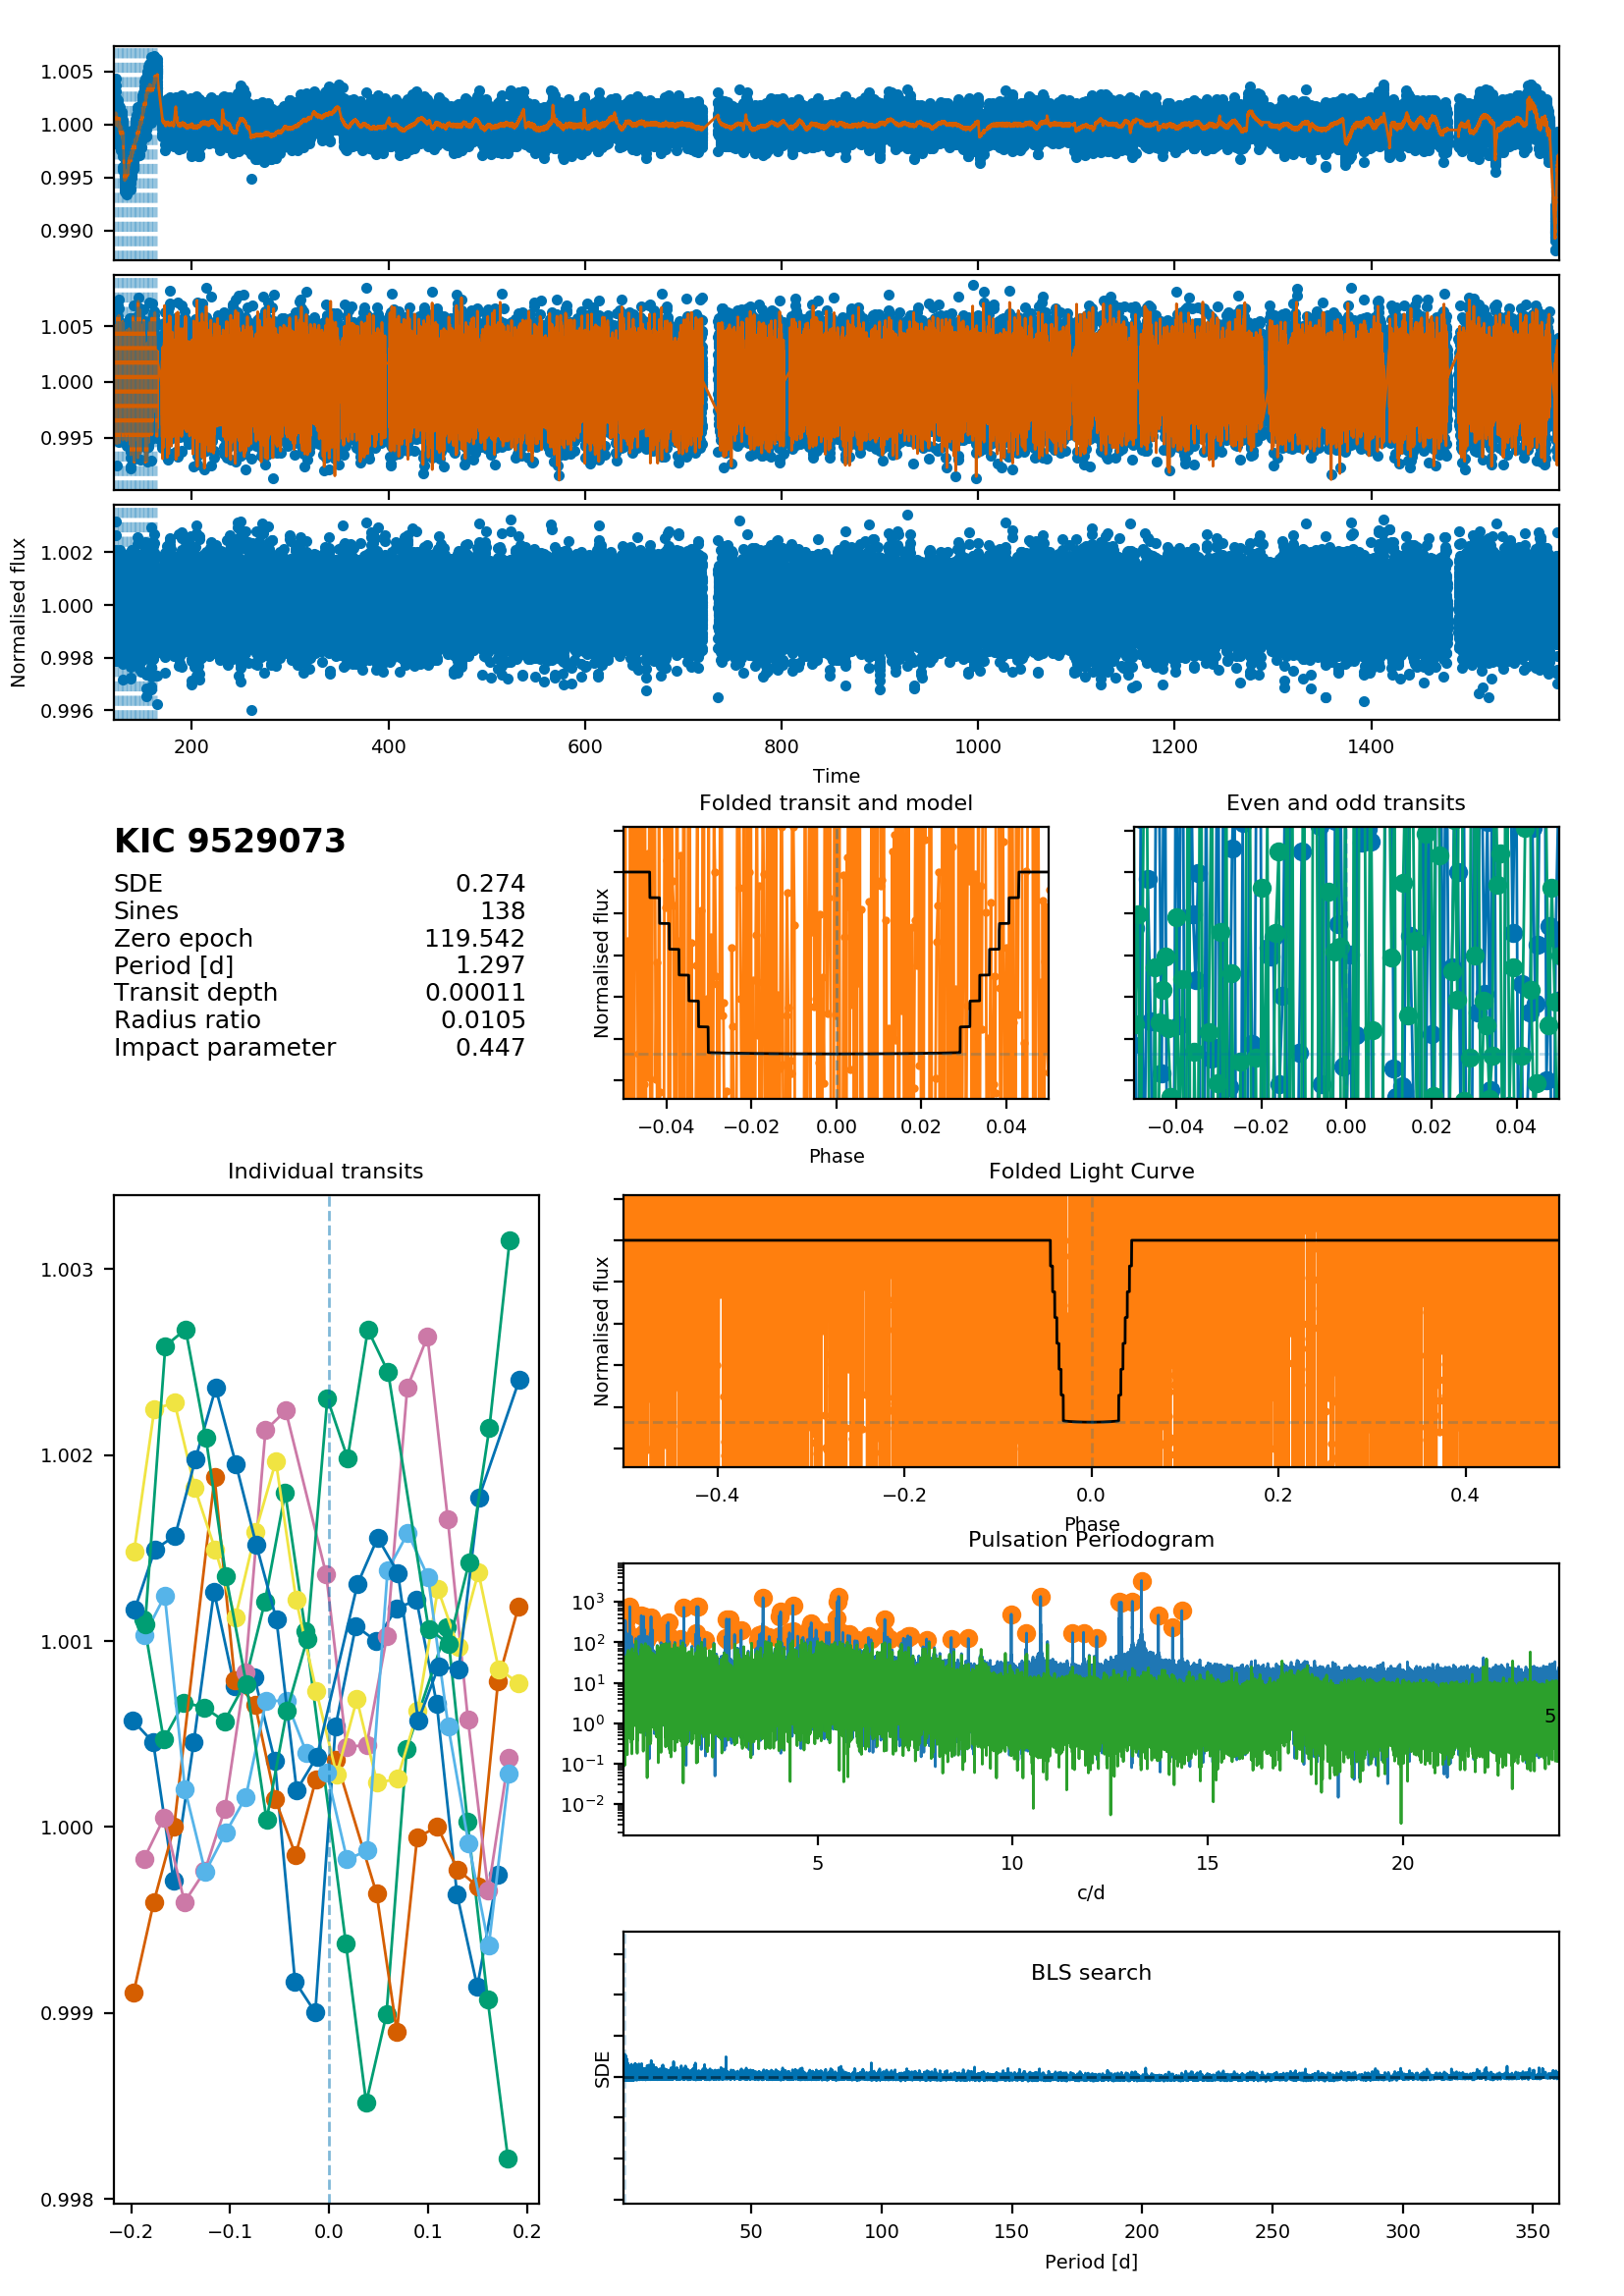 1.005
1.000
0.995
0.990
1.005
1.000
0.995
1.002
1.000
0.998
0.996
Normalised flux
200 400 600 800 1000 1200 1400
Time
KIC 9529073
SDE 0.274
Sines 138
Zero epoch 119.542
Period [d] 1.297
Transit depth 0.00011
Radius ratio 0.0105
Impact parameter 0.447
Folded transit and model
Normalised flux
−0.04 −0.02 0.00 0.02 0.04
Phase
Even and odd transits
−0.04 −0.02 0.00 0.02 0.04
Individual transits
1.003
1.002
1.001
1.000
0.999
0.998
−0.2 −0.1 0.0 0.1 0.2
Folded Light Curve
Normalised flux
−0.4 −0.2 0.0 0.2 0.4
Phase
Pulsation Periodogram
10³
10²
10¹
10⁰
10⁻¹
10⁻²
5
5 10 15 20
c/d
BLS search
SDE
50 100 150 200 250 300 350
Period [d]